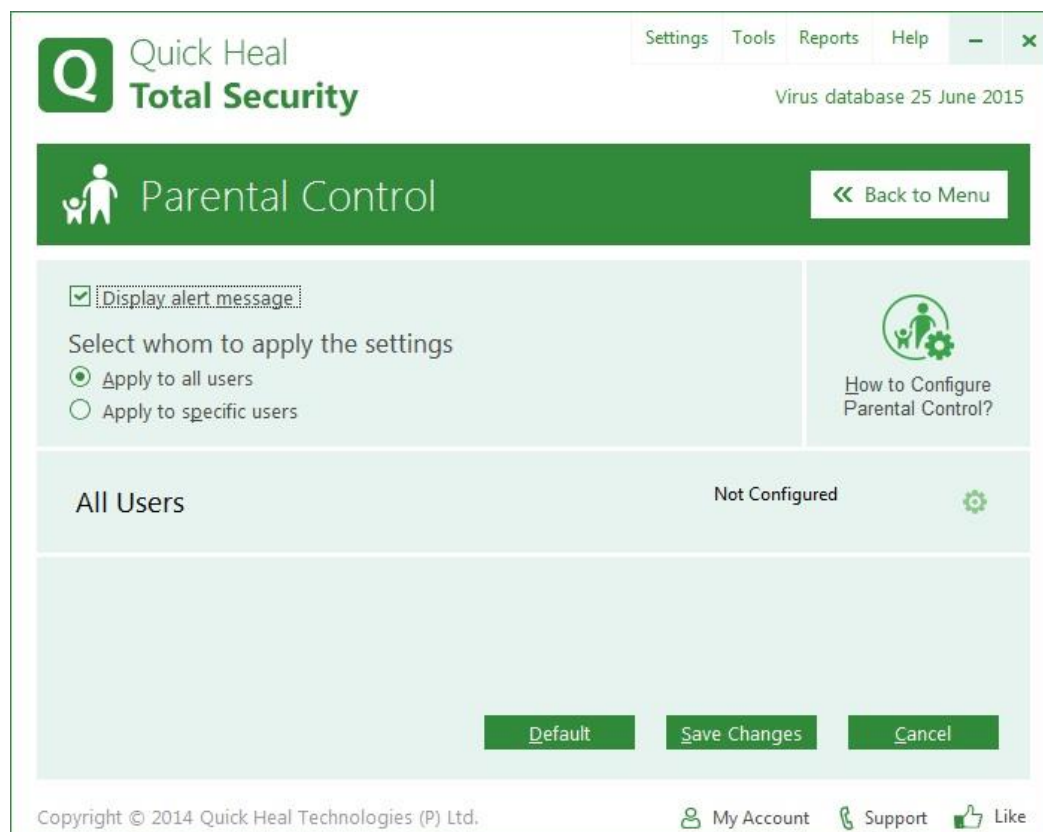 Quick Heal
Total Security
Settings Tools Reports Help
Virus database 25 June 2015
Parental Control
Back to Menu
Display alert message
Select whom to apply the settings
Apply to all users
Apply to specific users
How to Configure
Parental Control?
All Users
Not Configured
Default
Save Changes
Cancel
Copyright © 2014 Quick Heal Technologies (P) Ltd.
My Account
Support
Like